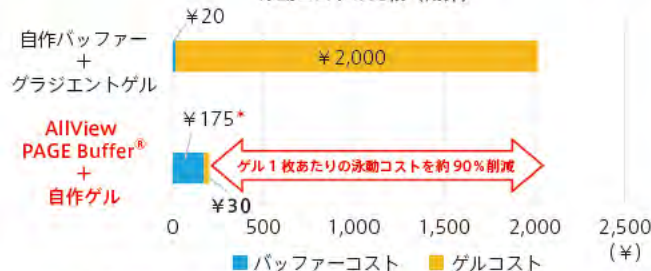 ¥20
自作バッファー
+
グラジエントゲル
¥2,000
AllView
PAGE Buffer®
+
自作ゲル
¥175*
ゲル1枚あたりの泳動コストを約90%削減
¥30
0 500 1,000 1,500 2,000 2,500
(¥)
バッファーコスト ゲルコスト